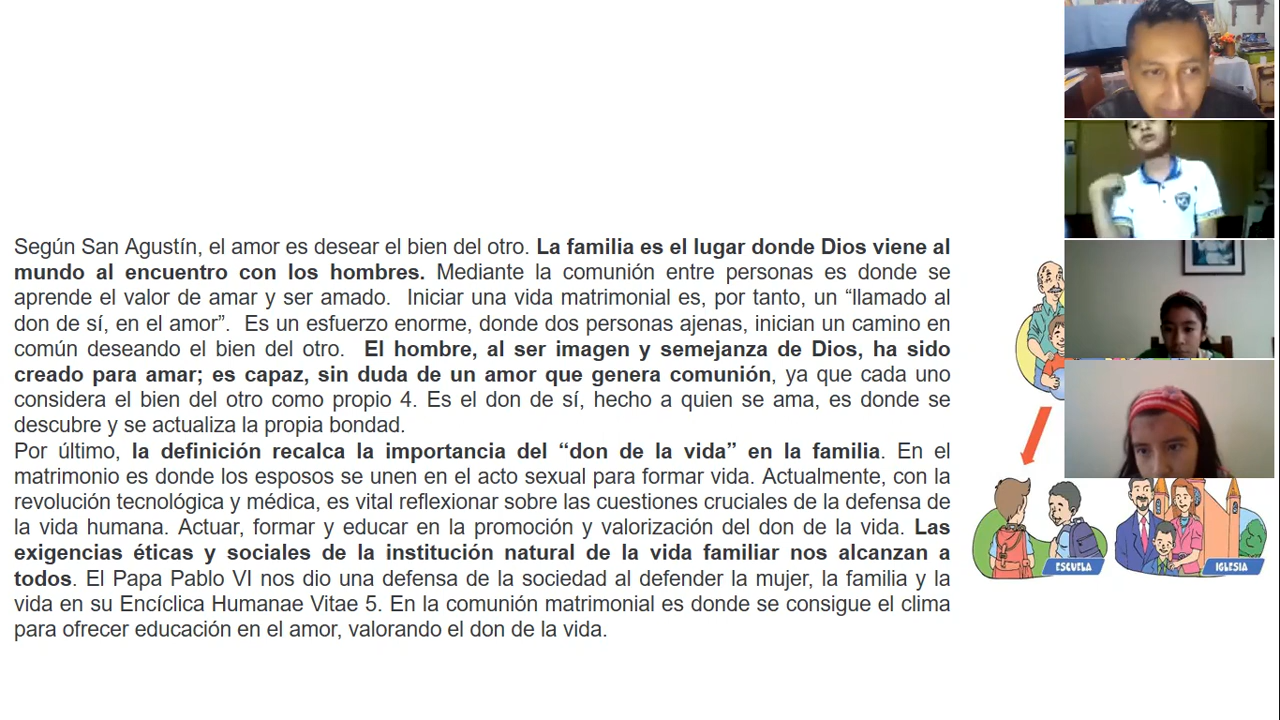 Según San Agustín, el amor es desear el bien del otro. La familia es el lugar donde Dios viene al
mundo al encuentro con los hombres. Mediante la comunión entre personas es donde se
aprende el valor de amar y ser amado.  Iniciar una vida matrimonial es, por tanto, un “llamado al
don de sí, en el amor”.  Es un esfuerzo enorme, donde dos personas ajenas, inician un camino en
común deseando el bien del otro.  El hombre, al ser imagen y semejanza de Dios, ha sido
creado para amar; es capaz, sin duda de un amor que genera comunión, ya que cada uno
considera el bien del otro como propio 4. Es el don de sí, hecho a quien se ama, es donde se
descubre y se actualiza la propia bondad.
Por último, la definición recalca la importancia del “don de la vida” en la familia. En el
matrimonio es donde los esposos se unen en el acto sexual para formar vida. Actualmente, con la
revolución tecnológica y médica, es vital reflexionar sobre las cuestiones cruciales de la defensa de
la vida humana. Actuar, formar y educar en la promoción y valorización del don de la vida. Las
exigencias éticas y sociales de la institución natural de la vida familiar nos alcanzan a
todos. El Papa Pablo VI nos dio una defensa de la sociedad al defender la mujer, la familia y la
vida en su Encíclica Humanae Vitae 5. En la comunión matrimonial es donde se consigue el clima
para ofrecer educación en el amor, valorando el don de la vida.
ESCUELA
IGLESIA